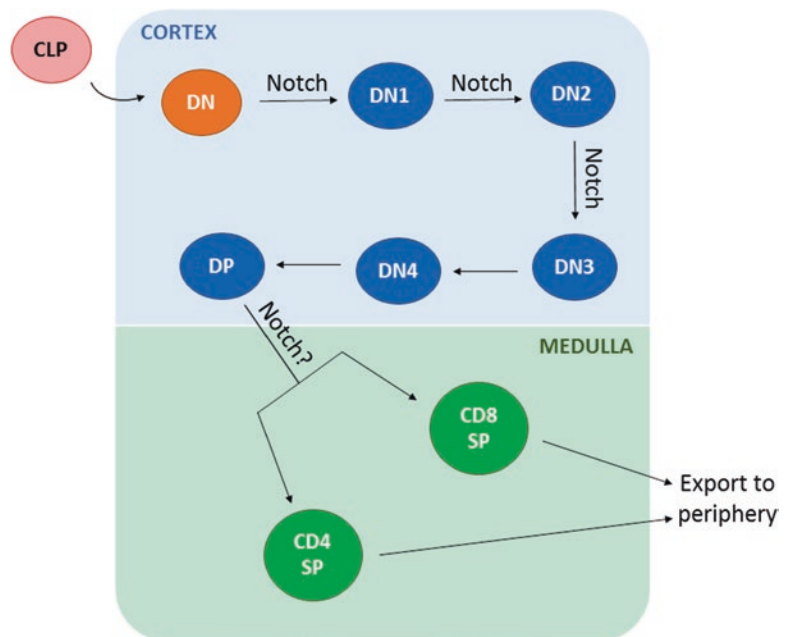 CORTEX
CLP
DN
Notch
DN1
Notch
DN2
Notch
DP
DN4
DN3
Notch?
MEDULLA
CD8
SP
Export to
periphery
CD4
SP